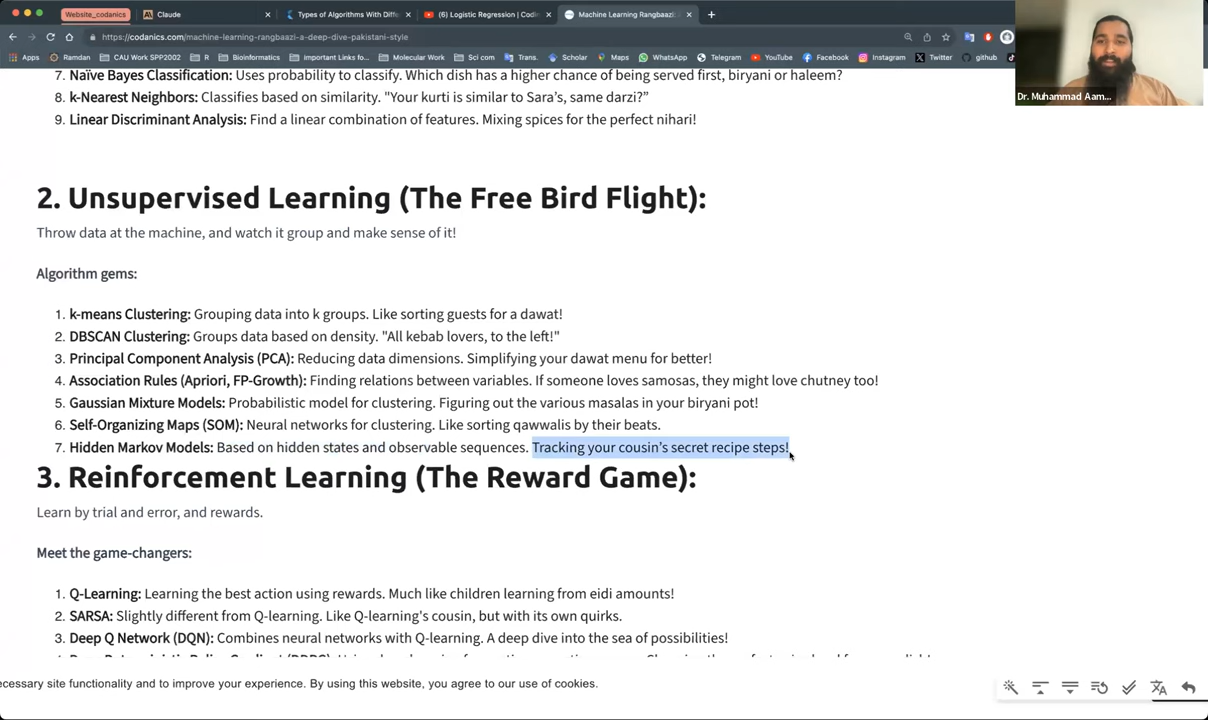 Website_codanics
Claude
Types of Algorithms With Diffe
(6) Logistic Regression | Codi
Machine Learning Rangbaazi:
https://codanics.com/machine-learning-rangbaazi-a-deep-dive-pakistani-style
Apps
Ramdan
CAU Work SPP2002
R
Bioinformatics
Important Links fo...
Molecular Work
Sci com
Trans.
Scholar
Maps
WhatsApp
Telegram
Maps
Facebook
Instagram
Twitter
github
Dr. Muhammad Aam...
7. Naïve Bayes Classification: Uses probability to classify. Which dish has a higher chance of being served first, biryani or haleem?
8. k-Nearest Neighbors: Classifies based on similarity. "Your kurti is similar to Sara’s, same darzi?”
9. Linear Discriminant Analysis: Find a linear combination of features. Mixing spices for the perfect nihari!
2. Unsupervised Learning (The Free Bird Flight):
Throw data at the machine, and watch it group and make sense of it!
Algorithm gems:
1. k-means Clustering: Grouping data into k groups. Like sorting guests for a dawat!
2. DBSCAN Clustering: Groups data based on density. "All kebab lovers, to the left!"
3. Principal Component Analysis (PCA): Reducing data dimensions. Simplifying your dawat menu for better!
4. Association Rules (Apriori, FP-Growth): Finding relations between variables. If someone loves samosas, they might love chutney too!
5. Gaussian Mixture Models: Probabilistic model for clustering. Figuring out the various masalas in your biryani pot!
6. Self-Organizing Maps (SOM): Neural networks for clustering. Like sorting qawwalis by their beats.
7. Hidden Markov Models: Based on hidden states and observable sequences. Tracking your cousin’s secret recipe steps!
3. Reinforcement Learning (The Reward Game):
Learn by trial and error, and rewards.
Meet the game-changers:
1. Q-Learning: Learning the best action using rewards. Much like children learning from eidi amounts!
2. SARSA: Slightly different from Q-learning. Like Q-learning's cousin, but with its own quirks.
3. Deep Q Network (DQN): Combines neural networks with Q-learning. A deep dive into the sea of possibilities!
ecessary site functionality and to improve your experience. By using this website, you agree to our use of cookies.